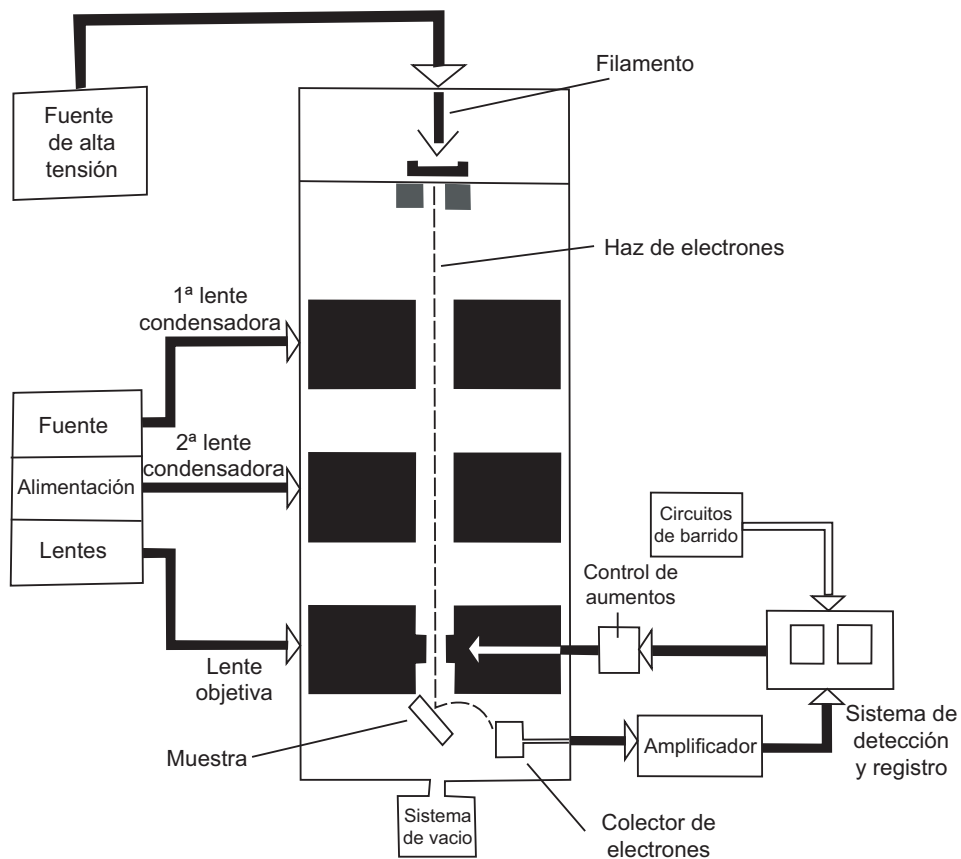 Fuente
de alta
tensión
Filamento
Haz de electrones
1ª lente
condensadora
Fuente
2ª lente
condensadora
Alimentación
Lentes
Circuitos
de barrido
Control de
aumentos
Lente
objetiva
Muestra
Amplificador
Sistema de
detección
y registro
Sistema
de vacio
Colector de
electrones